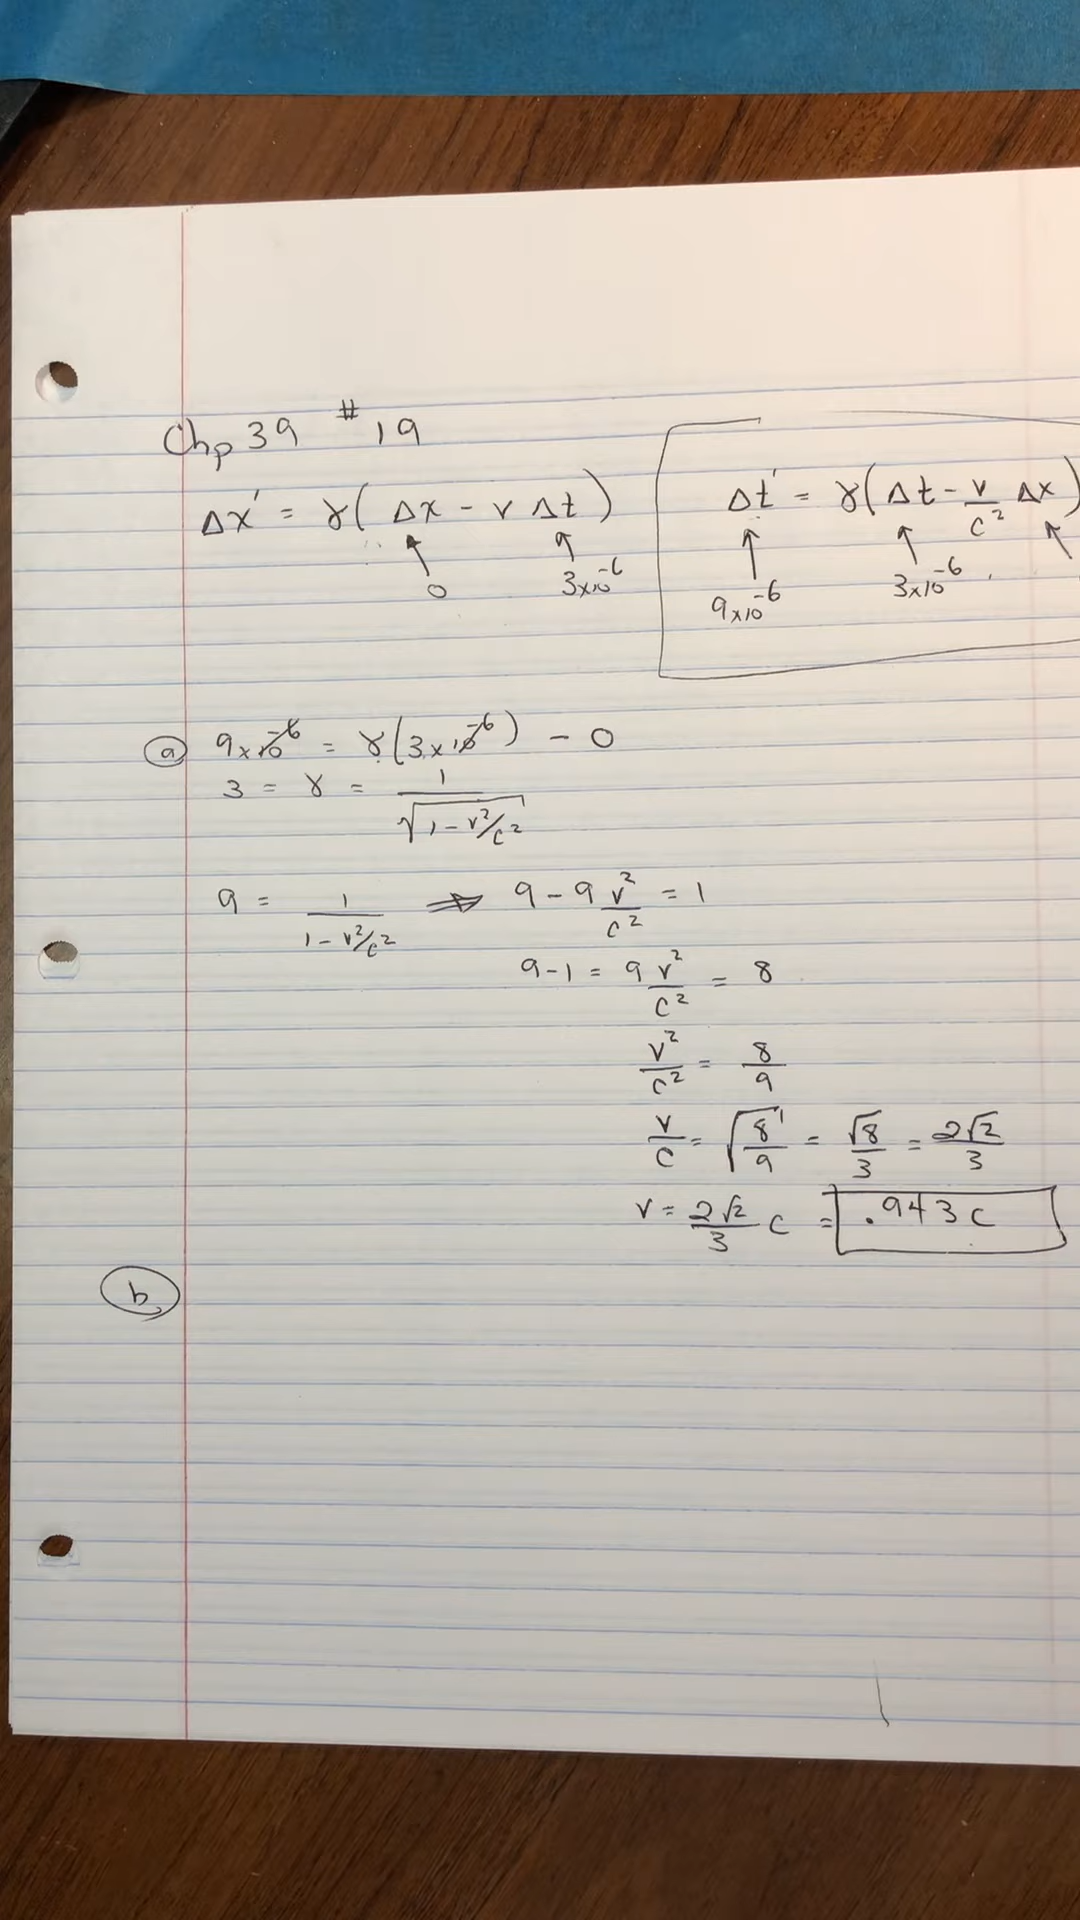 Chp 39 # 19
Δx' = γ( Δx - v Δt )
0
3x10^-6
Δt' = γ( Δt - v/c² Δx )
9x10^-6
3x10^-6
a 9x10^-6 = γ(3x10^-6) - 0
3 = γ = 1/√(1-v²/c²)
9 = 1/(1-v²/c²) ⇒ 9 - 9 v²/c² = 1
9-1 = 9 v²/c² = 8
v²/c² = 8/9
v/c = √(8/9) = √8/3 = 2√2/3
v = 2√2/3 c = .943c
b